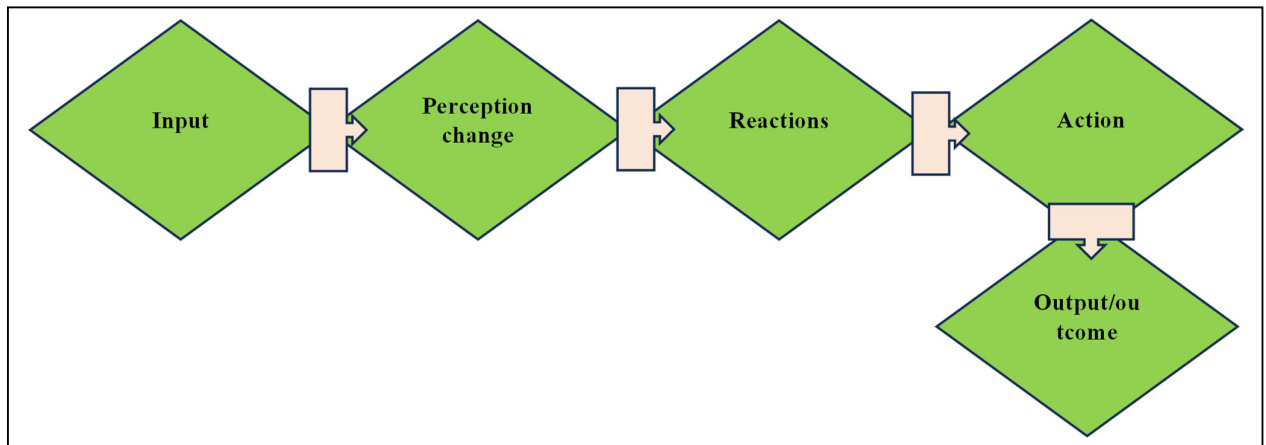 Input
Perception
change
Reactions
Action
Output/ou
tcome